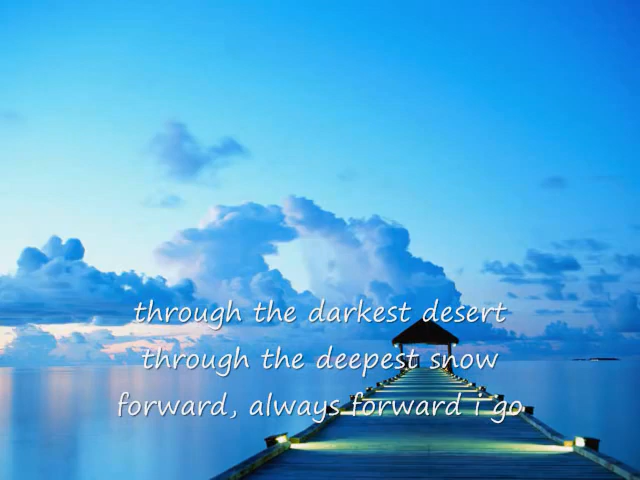 through the darkest desert
through the deepest snow
forward, always forward i go